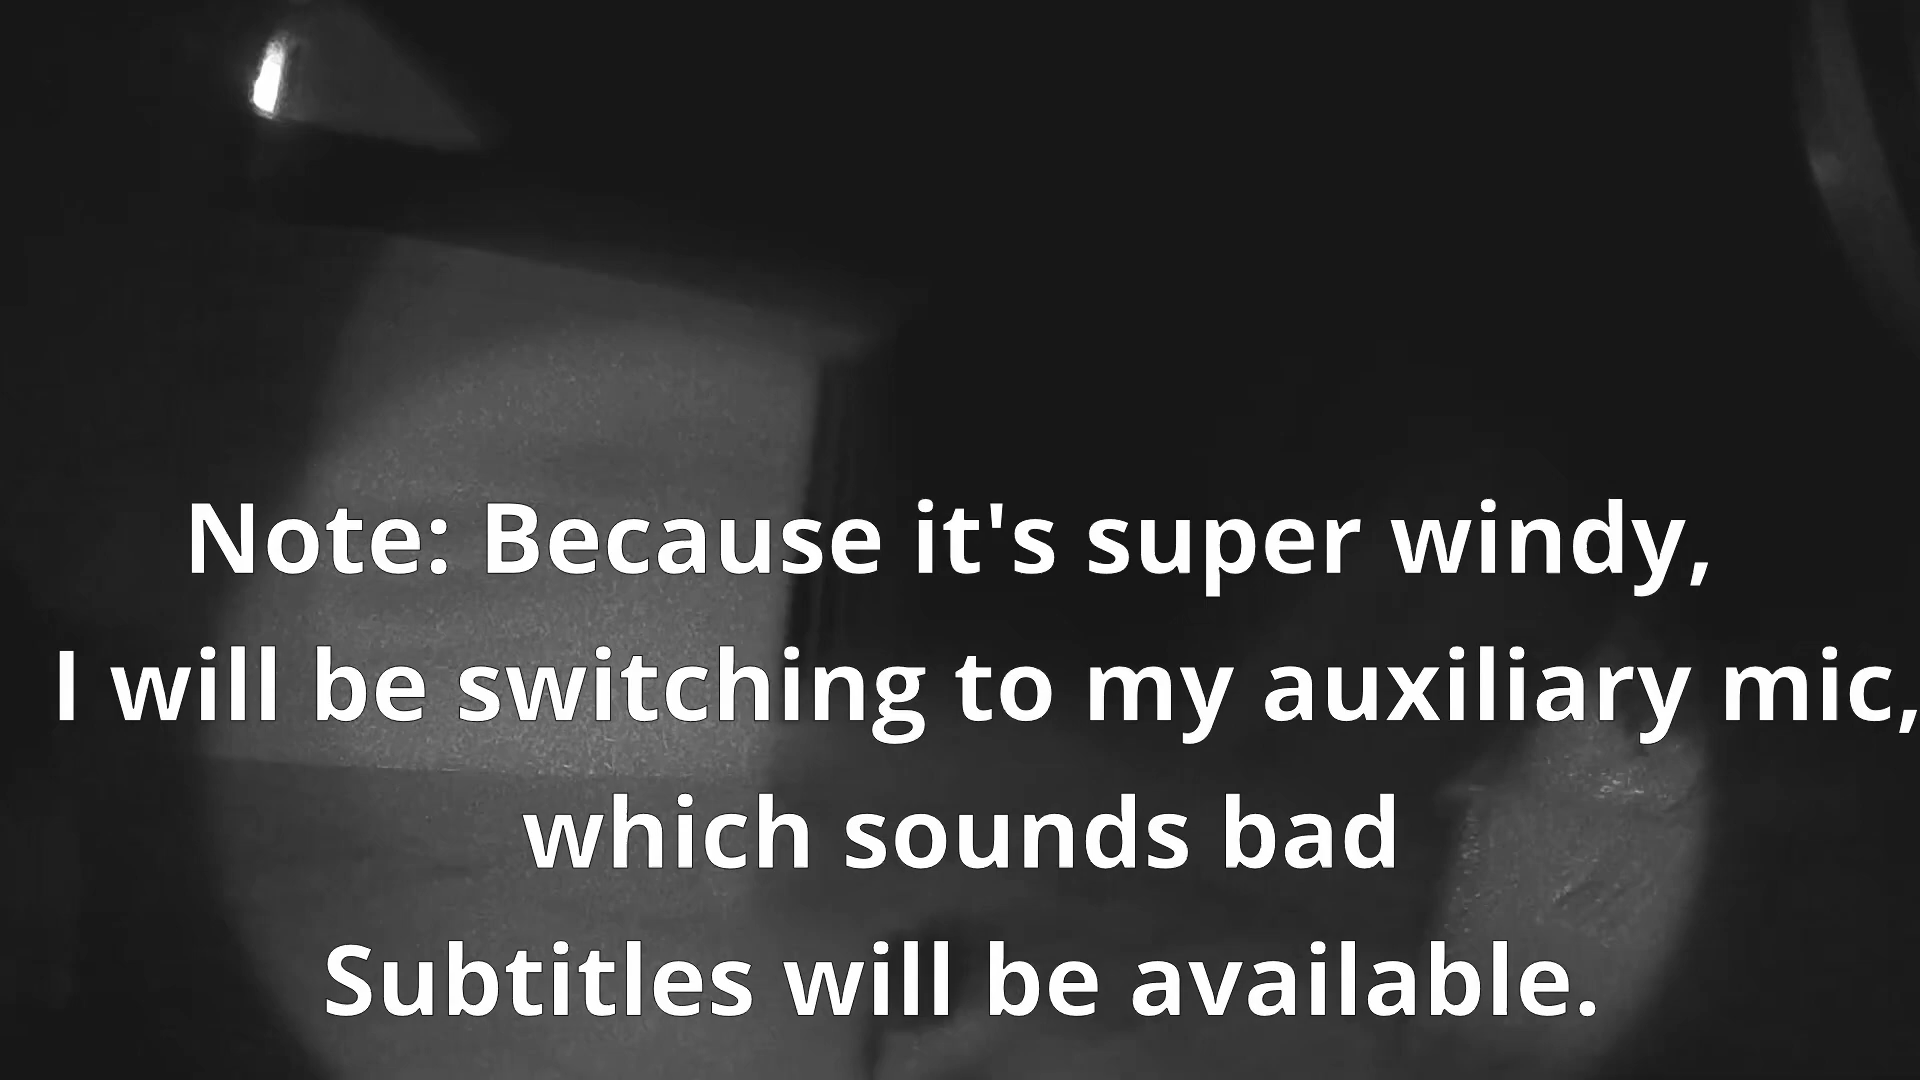 Note: Because it's super windy,
I will be switching to my auxiliary mic,
which sounds bad
Subtitles will be available.